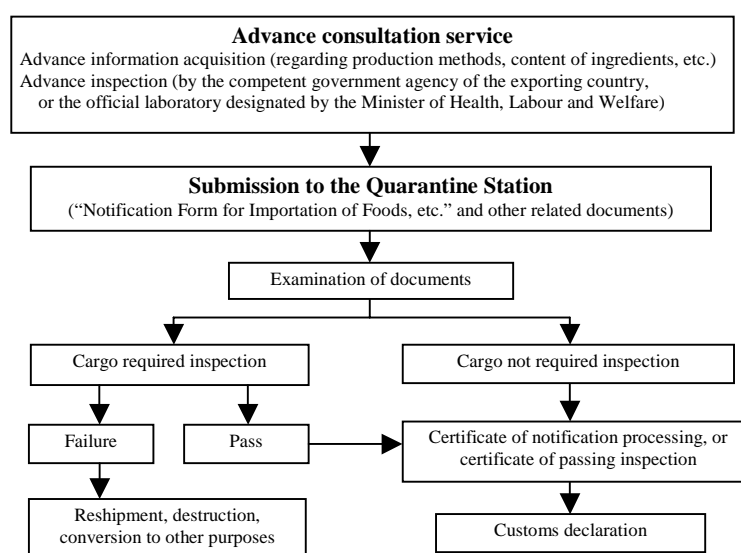 Advance consultation service
Advance information acquisition (regarding production methods, content of ingredients, etc.)
Advance inspection (by the competent government agency of the exporting country,
or the official laboratory designated by the Minister of Health, Labour and Welfare)
Submission to the Quarantine Station
(“Notification Form for Importation of Foods, etc.” and other related documents)
Examination of documents
Cargo required inspection
Cargo not required inspection
Failure
Pass
Certificate of notification processing, or
certificate of passing inspection
Reshipment, destruction,
conversion to other purposes
Customs declaration